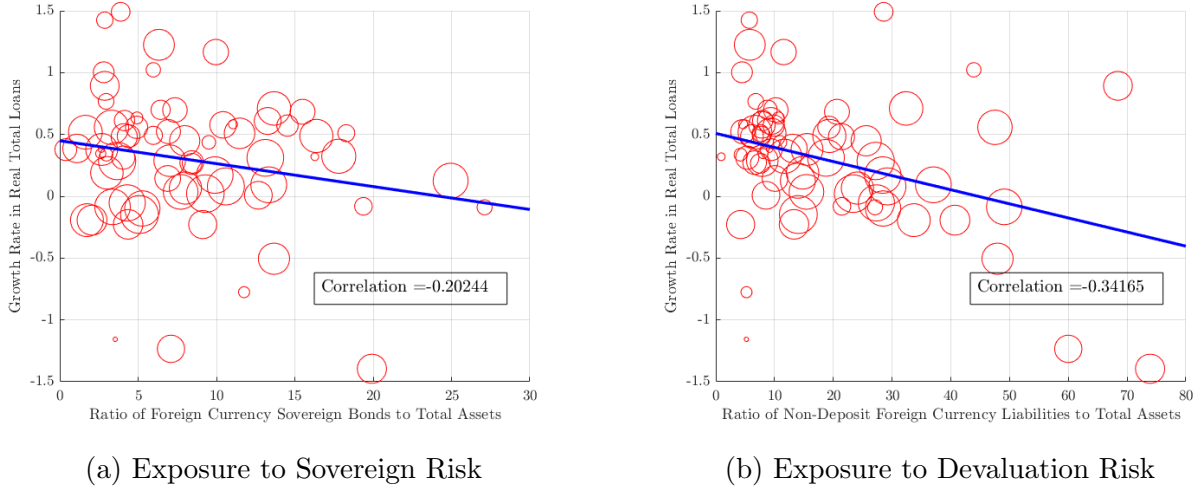 1.5
1
0.5
0
-0.5
-1
-1.5
Growth Rate in Real Total Loans
Correlation =-0.20244
0 5 10 15 20 25 30
Ratio of Foreign Currency Sovereign Bonds to Total Assets
(a) Exposure to Sovereign Risk
1.5
1
0.5
0
-0.5
-1
-1.5
Growth Rate in Real Total Loans
Correlation =-0.34165
0 10 20 30 40 50 60 70 80
Ratio of Non-Deposit Foreign Currency Liabilities to Total Assets
(b) Exposure to Devaluation Risk